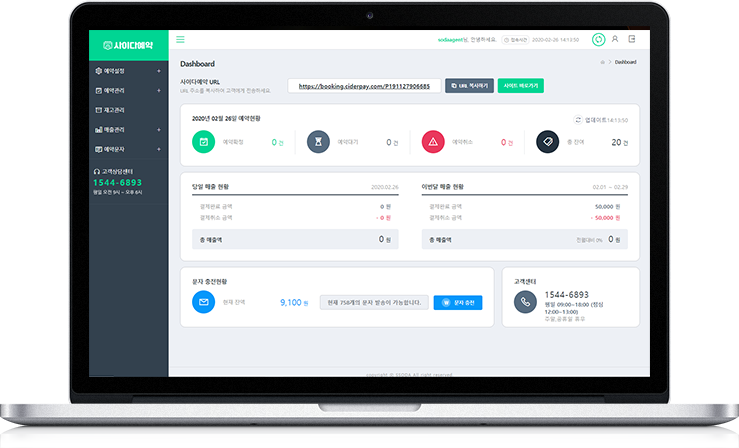 사이다예약
예약설정 +
예약관리 +
재고관리
매출관리 +
예약문자 +
고객상담센터
1544-6893
평일 오전 9시 ~ 오후 6시
sodaagent님, 안녕하세요. 접속시간 2020-02-26 14:13:50
Dashboard
> Dashboard
사이다예약 URL
URL 주소를 복사하여 고객에게 전송하세요.
https://booking.ciderpay.com/P191127906685
URL 복사하기
사이트 바로가기
2020년 02월 26일 예약현황
업데이트 14:13:50
예약확정 0 건
예약대기 0 건
예약취소 0 건
총 잔여 20 건
당일 매출 현황 2020.02.26
결제완료 금액 0 원
결제취소 금액 - 0 원
총 매출액 0 원
이번달 매출 현황 02.01 ~ 02.29
결제완료 금액 50,000 원
결제취소 금액 - 50,000 원
총 매출액 전월대비 0% 0 원
문자 충전현황
현재 잔액 9,100 원
현재 758개의 문자 발송이 가능합니다.
문자 충전
고객센터
1544-6893
평일 09:00~18:00 (점심
12:00~13:00)
주말,공휴일 휴무
copyright © SODDA All right reserved.